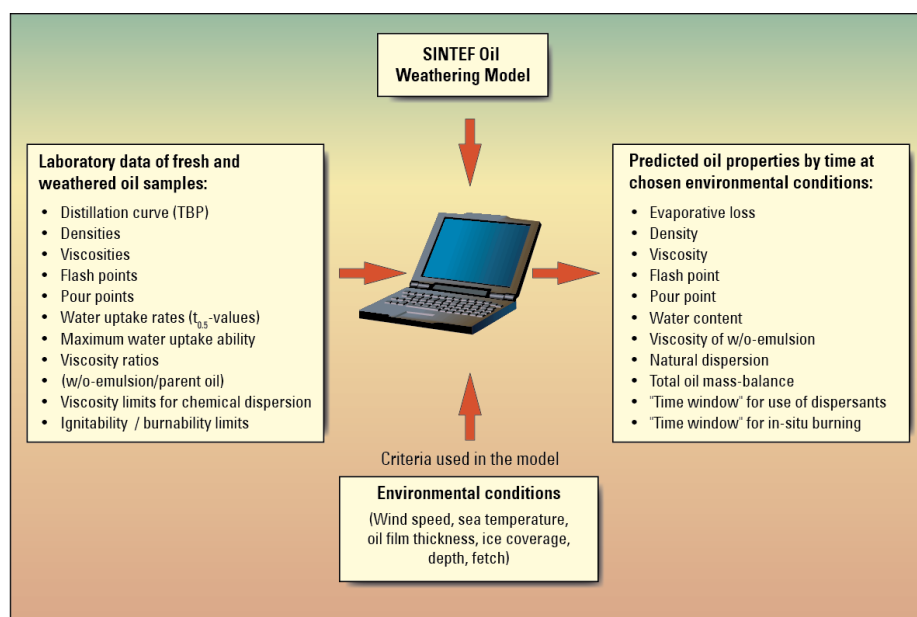 SINTEF Oil
Weathering Model
Laboratory data of fresh and
weathered oil samples:
• Distillation curve (TBP)
• Densities
• Viscosities
• Flash points
• Pour points
• Water uptake rates (t0.5-values)
• Maximum water uptake ability
• Viscosity ratios
• (w/o-emulsion/parent oil)
• Viscosity limits for chemical dispersion
• Ignitability / burnability limits
Predicted oil properties by time at
chosen environmental conditions:
• Evaporative loss
• Density
• Viscosity
• Flash point
• Pour point
• Water content
• Viscosity of w/o-emulsion
• Natural dispersion
• Total oil mass-balance
• "Time window" for use of dispersants
• "Time window" for in-situ burning
Criteria used in the model
Environmental conditions
(Wind speed, sea temperature,
oil film thickness, ice coverage,
depth, fetch)